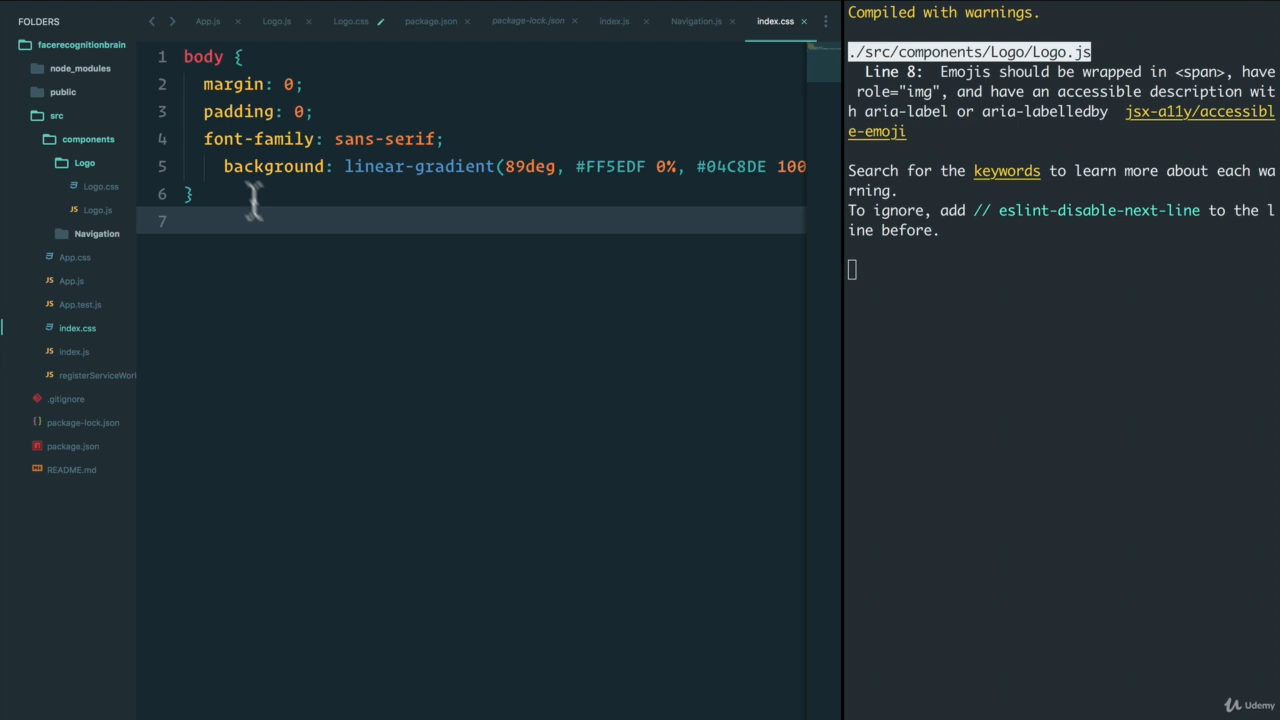 FOLDERS
facerecognitionbrain
node_modules
public
src
components
Logo
Logo.css
Logo.js
Navigation
App.css
App.js
App.test.js
index.css
index.js
registerServiceWorl
.gitignore
package-lock.json
package.json
README.md
App.js × Logo.js × Logo.css package.json × package-lock.json × index.js × Navigation.js × index.css ×
1 body {
2 margin: 0;
3 padding: 0;
4 font-family: sans-serif;
5 background: linear-gradient(89deg, #FF5EDF 0%, #04C8DE 100
6 }
7
Compiled with warnings.
./src/components/Logo/Logo.js
Line 8: Emojis should be wrapped in <span>, have
role="img", and have an accessible description wit
h aria-label or aria-labelledby jsx-a11y/accessibl
e-emoji
Search for the keywords to learn more about each wa
rning.
To ignore, add // eslint-disable-next-line to the l
ine before.
Udemy